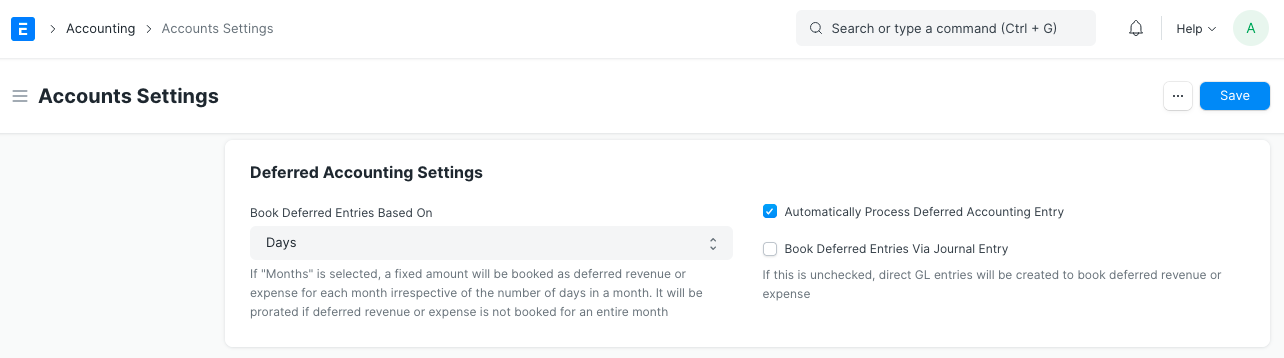 E > Accounting > Accounts Settings
Search or type a command (Ctrl + G)
Help
A
Accounts Settings
...
Save
Deferred Accounting Settings
Book Deferred Entries Based On
Days
If "Months" is selected, a fixed amount will be booked as deferred revenue or
expense for each month irrespective of the number of days in a month. It will be
prorated if deferred revenue or expense is not booked for an entire month
Automatically Process Deferred Accounting Entry
Book Deferred Entries Via Journal Entry
If this is unchecked, direct GL entries will be created to book deferred revenue or
expense